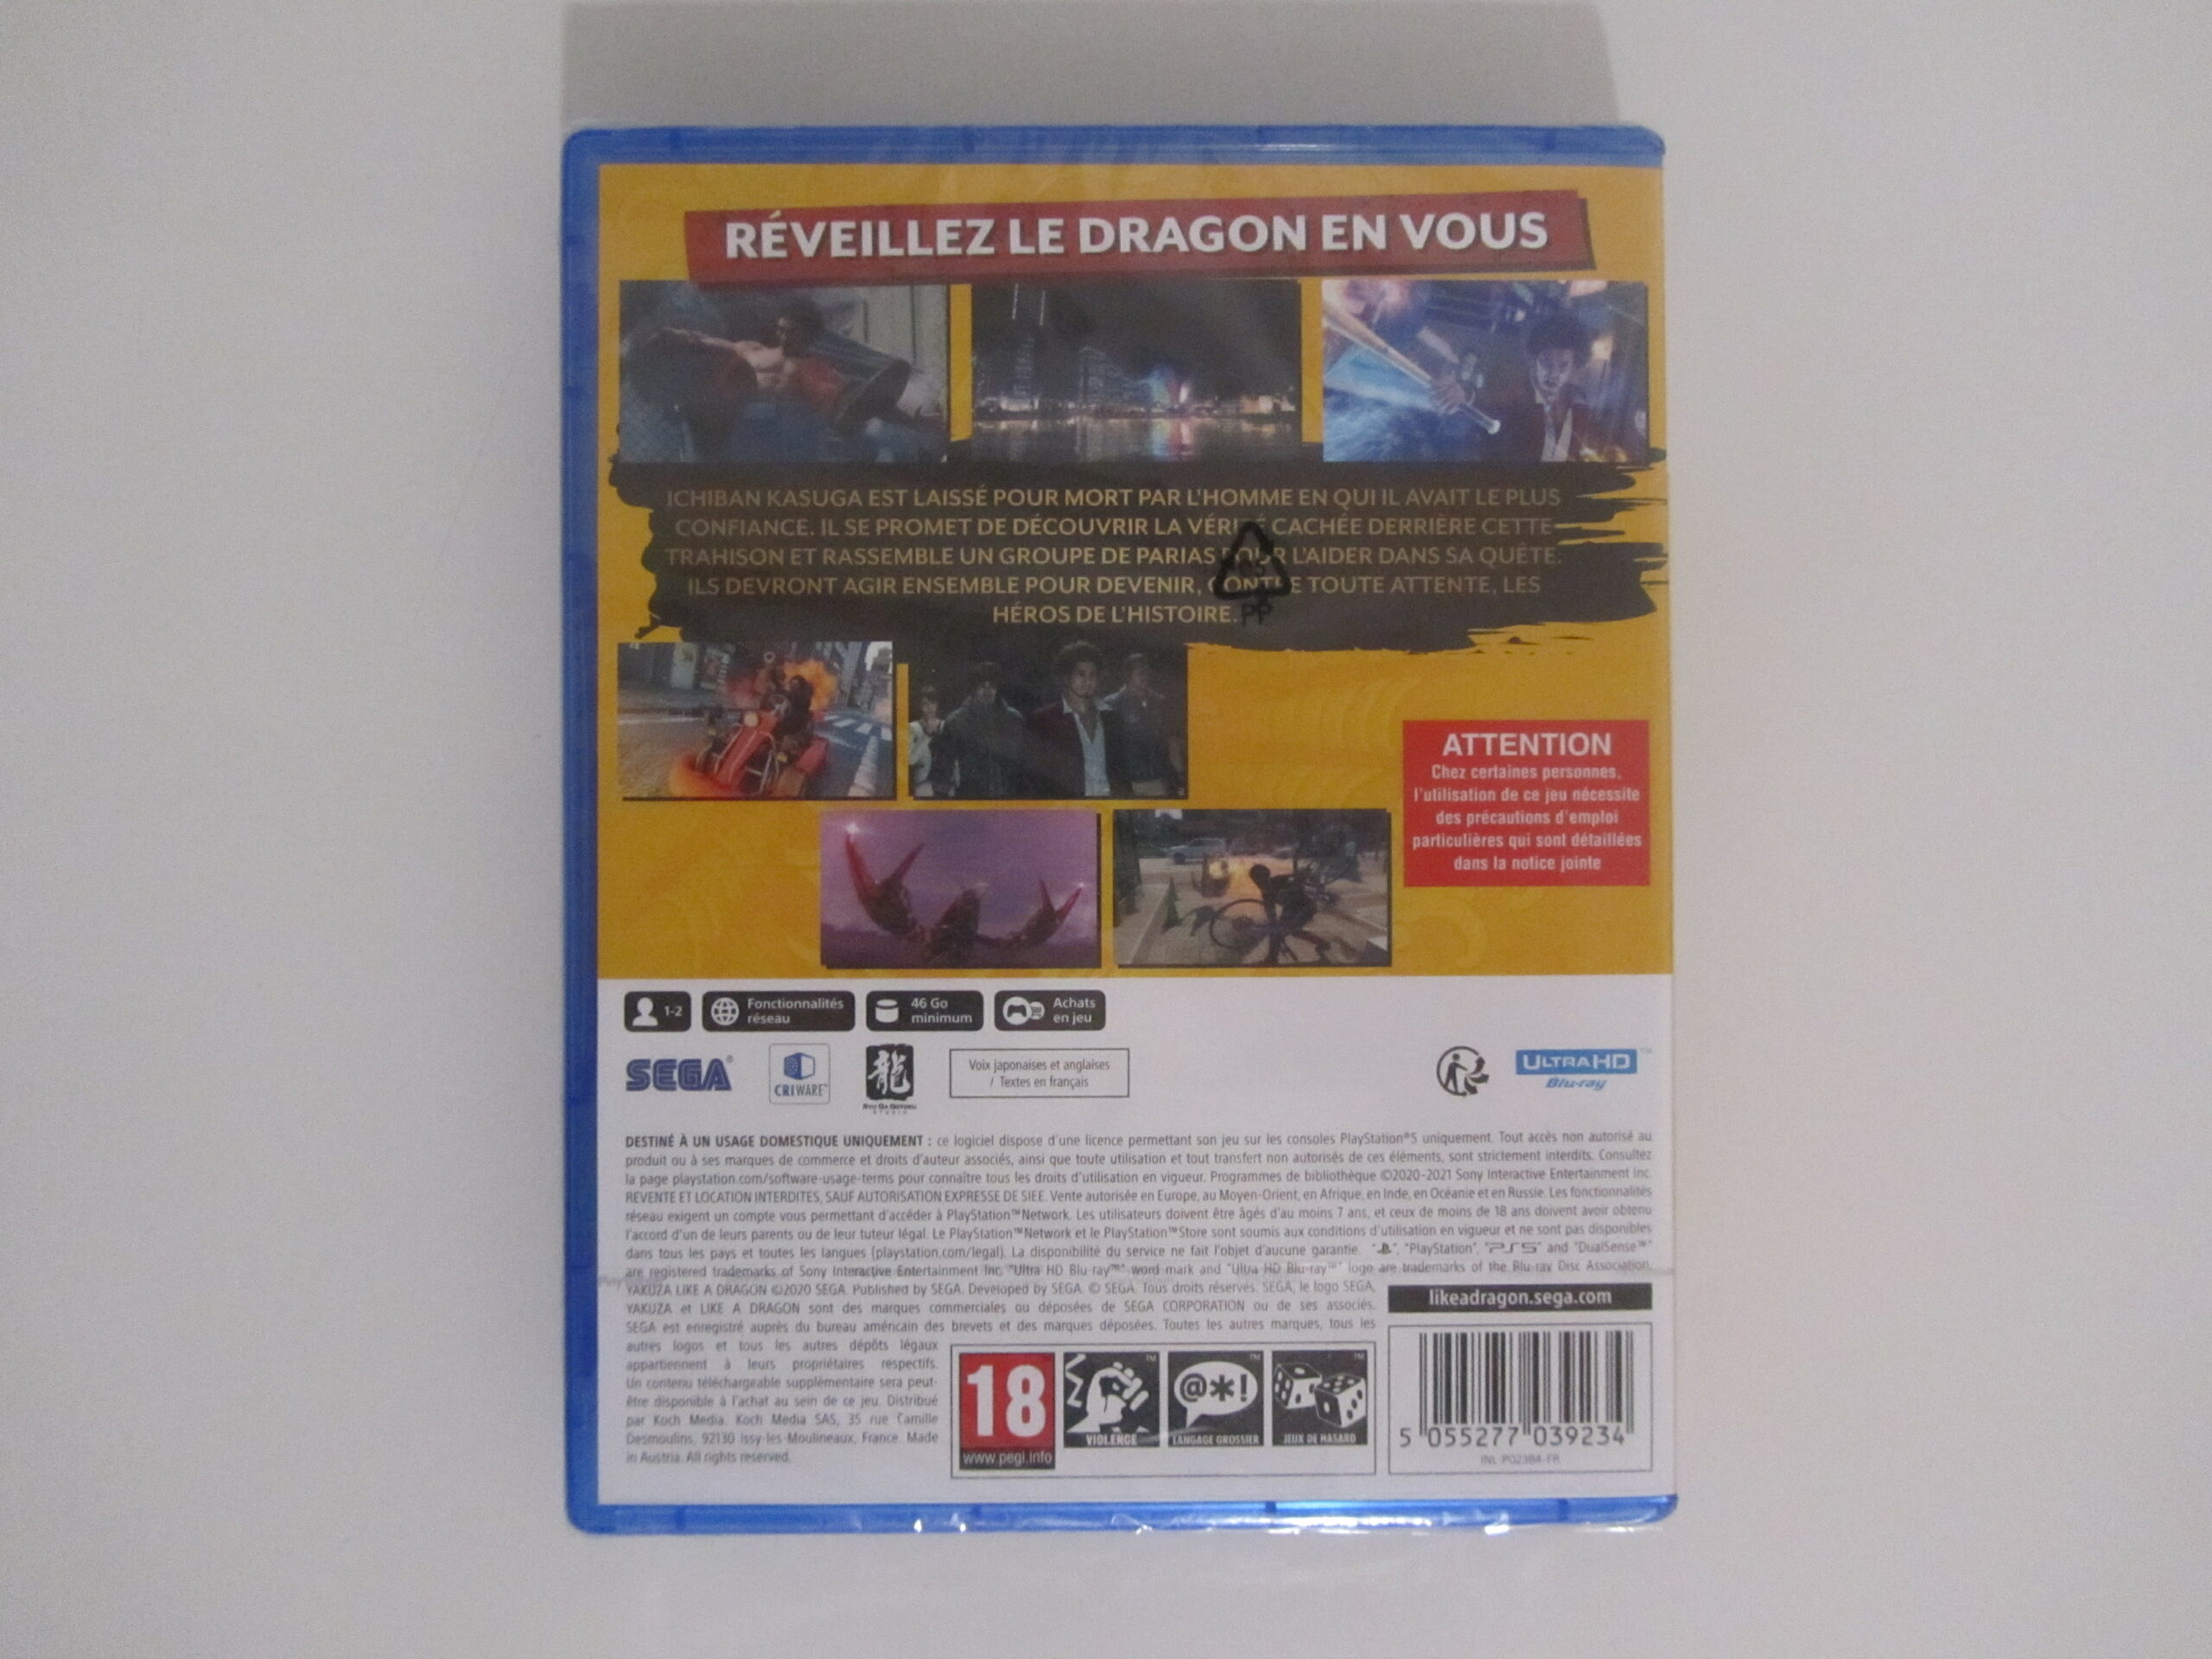 RÉVEILLEZ LE DRAGON EN VOUS
ICHIBAN KASUGA EST LAISSÉ POUR MORT PAR L'HOMME EN QUI IL AVAIT LE PLUS
CONFIANCE. IL SE PROMET DE DÉCOUVRIR LA VÉRITÉ CACHÉE DERRIÈRE CETTE
TRAHISON ET RASSEMBLE UN GROUPE DE PARIAS POUR L'AIDER DANS SA QUÊTE.
ILS DEVRONT AGIR ENSEMBLE POUR DEVENIR, CONTRE TOUTE ATTENTE, LES
HÉROS DE L'HISTOIRE.
PP
ATTENTION
Chez certaines personnes,
l'utilisation de ce jeu nécessite
des précautions d'emploi
particulières qui sont détaillées
dans la notice jointe
1-2
Fonctionnalités
réseau
46 Go
minimum
Achats
en jeu
SEGA®
CRIWARE™
龍
RYU GA GOTOKU
STUDIO
Voix japonaises et anglaises
/ Textes en français
ULTRA HD™
Blu-ray
DESTINÉ À UN USAGE DOMESTIQUE UNIQUEMENT : ce logiciel dispose d'une licence permettant son jeu sur les consoles PlayStation®5 uniquement. Tout accès non autorisé au
produit ou à ses marques de commerce et droits d'auteur associés, ainsi que toute utilisation et tout transfert non autorisés de ces éléments, sont strictement interdits. Consultez
la page playstation.com/software-usage-terms pour connaître tous les droits d'utilisation en vigueur. Programmes de bibliothèque ©2020-2021 Sony Interactive Entertainment Inc.
REVENTE ET LOCATION INTERDITES, SAUF AUTORISATION EXPRESSE DE SIEE. Vente autorisée en Europe, au Moyen-Orient, en Afrique, en Inde, en Océanie et en Russie. Les fonctionnalités
réseau exigent un compte vous permettant d'accéder à PlayStation™Network. Les utilisateurs doivent être âgés d'au moins 7 ans, et ceux de moins de 18 ans doivent avoir obtenu
l'accord d'un de leurs parents ou de leur tuteur légal. Le PlayStation™Network et le PlayStation™Store sont soumis aux conditions d'utilisation en vigueur et ne sont pas disponibles
dans tous les pays et toutes les langues (playstation.com/legal). La disponibilité du service ne fait l'objet d'aucune garantie. "PlayStation", "PS5" and "DualSense™"
are registered trademarks of Sony Interactive Entertainment Inc. "Ultra HD Blu-ray™" word mark and "Ultra HD Blu-ray™" logo are trademarks of the Blu-ray Disc Association.
YAKUZA LIKE A DRAGON ©2020 SEGA. Published by SEGA. Developed by SEGA. © SEGA. Tous droits réservés. SEGA, le logo SEGA,
YAKUZA et LIKE A DRAGON sont des marques commerciales ou déposées de SEGA CORPORATION ou de ses associés.
SEGA est enregistré auprès du bureau américain des brevets et des marques déposées. Toutes les autres marques, tous les
autres logos et tous les autres dépôts légaux
appartiennent à leurs propriétaires respectifs.
Un contenu téléchargeable supplémentaire sera peut-
être disponible à l'achat au sein de ce jeu. Distribué
par Koch Media. Koch Media SAS, 35 rue Camille
Desmoulins, 92130 Issy-les-Moulineaux, France. Made
in Austria. All rights reserved.
likeadragon.sega.com
18
www.pegi.info
VIOLENCE
@*!
LANGAGE GROSSIER
JEUX DE HASARD
5 055277 039234